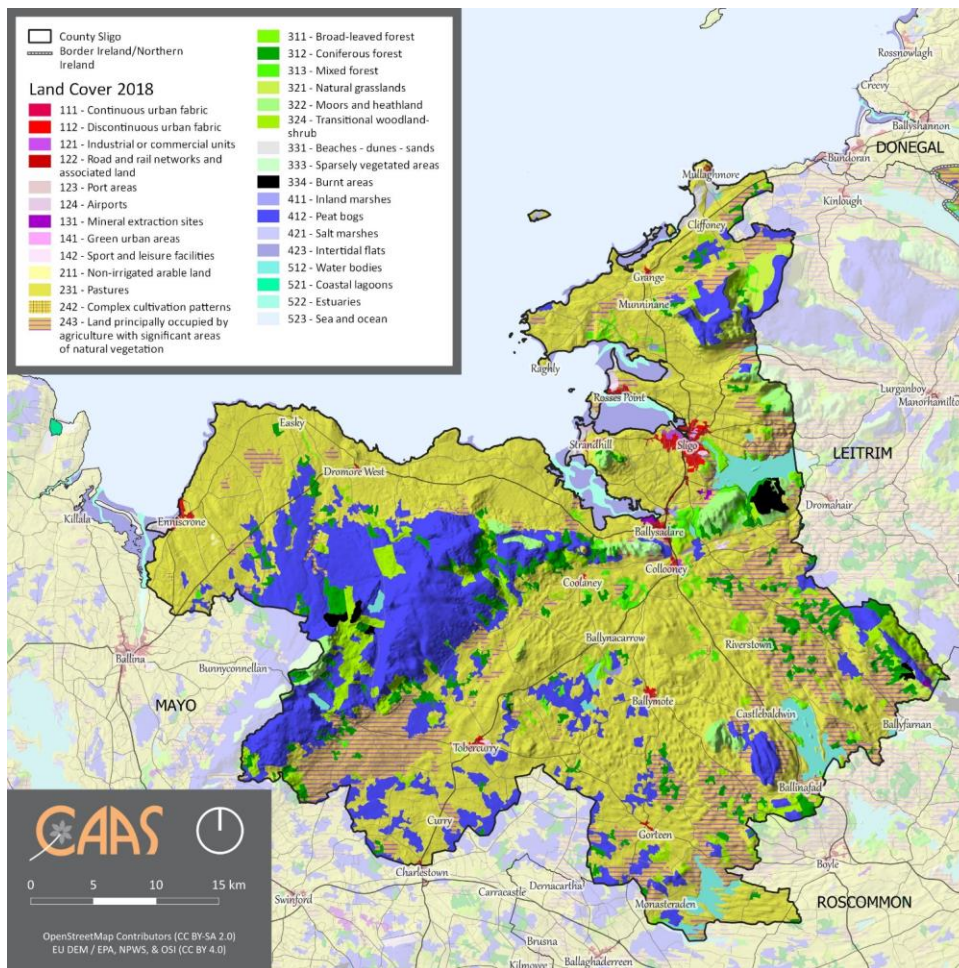 County Sligo
Border Ireland/Northern
Ireland
Land Cover 2018
111 - Continuous urban fabric
112 - Discontinuous urban fabric
121 - Industrial or commercial units
122 - Road and rail networks and
associated land
123 - Port areas
124 - Airports
131 - Mineral extraction sites
141 - Green urban areas
142 - Sport and leisure facilities
211 - Non-irrigated arable land
231 - Pastures
242 - Complex cultivation patterns
243 - Land principally occupied by
agriculture with significant areas
of natural vegetation
311 - Broad-leaved forest
312 - Coniferous forest
313 - Mixed forest
321 - Natural grasslands
322 - Moors and heathland
324 - Transitional woodland-
shrub
331 - Beaches - dunes - sands
333 - Sparsely vegetated areas
334 - Burnt areas
411 - Inland marshes
412 - Peat bogs
421 - Salt marshes
423 - Intertidal flats
512 - Water bodies
521 - Coastal lagoons
522 - Estuaries
523 - Sea and ocean
Rossnowlagh
Creevy
Ballyshannon
DONEGAL
Bundoran
Mullaghmore
Kinlough
Cliffoney
Grange
Munninane
Raghly
Lurganboy
Rosses Point
Manorhamilton
Easky
Strandhill
Sligo
LEITRIM
Dromore West
Killala
Enniscrone
Dromahair
Ballysadare
Collooney
Coolaney
Ballynacarrow
Riverstown
Ballina
Bunnyconnellan
Ballymote
MAYO
Castlebaldwin
Ballyfarnan
Tobercurry
Ballinafad
Curry
Gorteen
Charlestown
Boyle
Swinford
Carracastle
Dernacartha
Monasteraden
ROSCOMMON
Brusna
Kilmovee
Ballaghaderreen
CAAS
0 5 10 15 km
OpenStreetMap Contributors (CC BY-SA 2.0)
EU DEM / EPA, NPWS, & OSI (CC BY 4.0)